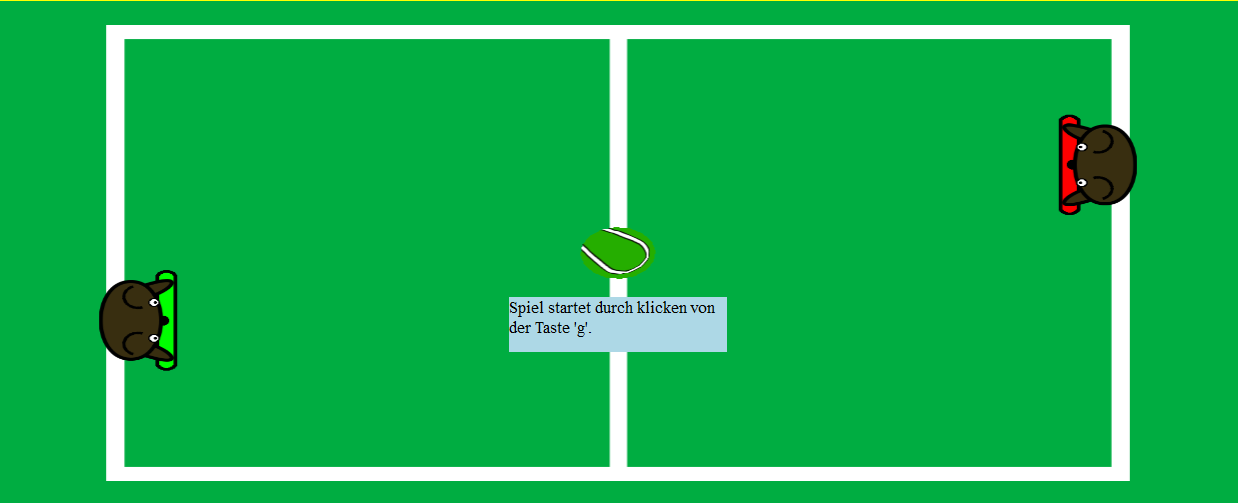 Spiel startet durch klicken von
der Taste 'g'.